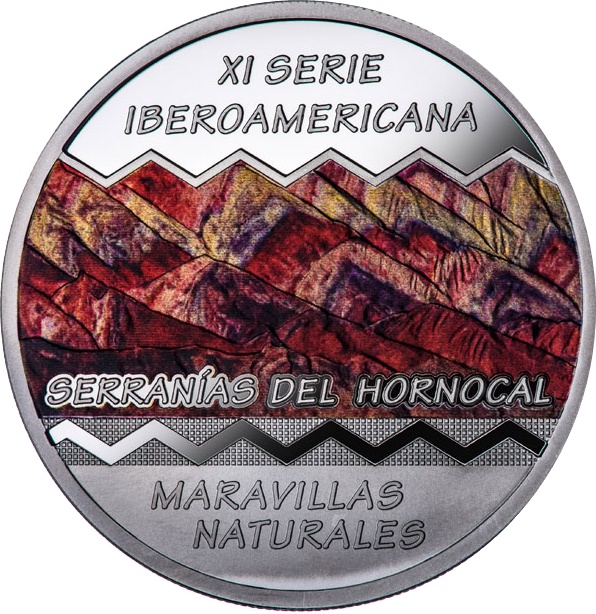 XI SERIE
IBEROAMERICANA
SERRANÍAS DEL HORNOCAL
MARAVILLAS
NATURALES